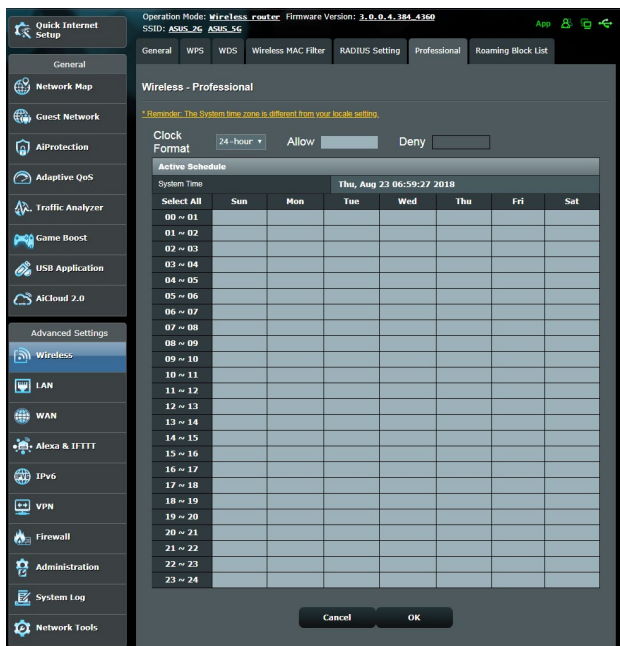 Quick Internet
Setup
General
Network Map
Guest Network
AiProtection
Adaptive QoS
Traffic Analyzer
Game Boost
USB Application
AiCloud 2.0
Advanced Settings
Wireless
LAN
WAN
Alexa & IFTTT
IPv6
VPN
Firewall
Administration
System Log
Network Tools
Operation Mode: Wireless router Firmware Version: 3.0.0.4.384_4360
SSID: ASUS_2G ASUS_5G
App
General WPS WDS Wireless MAC Filter RADIUS Setting Professional Roaming Block List
Wireless - Professional
* Reminder: The System time zone is different from your locale setting.
Clock
Format
24-hour Allow Deny
Active Schedule
System Time Thu, Aug 23 06:59:27 2018
Select All Sun Mon Tue Wed Thu Fri Sat
00 ~ 01
01 ~ 02
02 ~ 03
03 ~ 04
04 ~ 05
05 ~ 06
06 ~ 07
07 ~ 08
08 ~ 09
09 ~ 10
10 ~ 11
11 ~ 12
12 ~ 13
13 ~ 14
14 ~ 15
15 ~ 16
16 ~ 17
17 ~ 18
18 ~ 19
19 ~ 20
20 ~ 21
21 ~ 22
22 ~ 23
23 ~ 24
Cancel OK